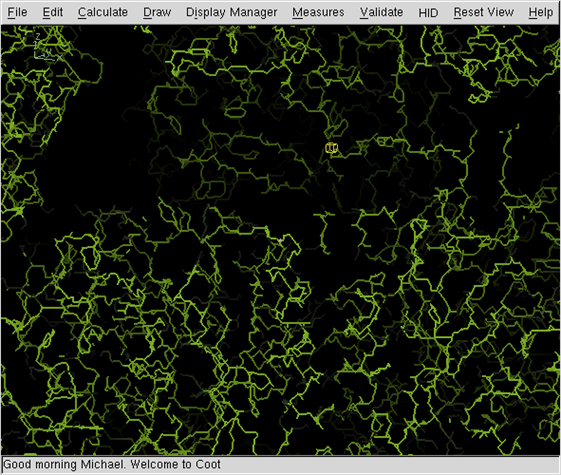 File Edit Calculate Draw Display Manager Measures Validate HID Reset View Help
Z
Good morning Michael. Welcome to Coot